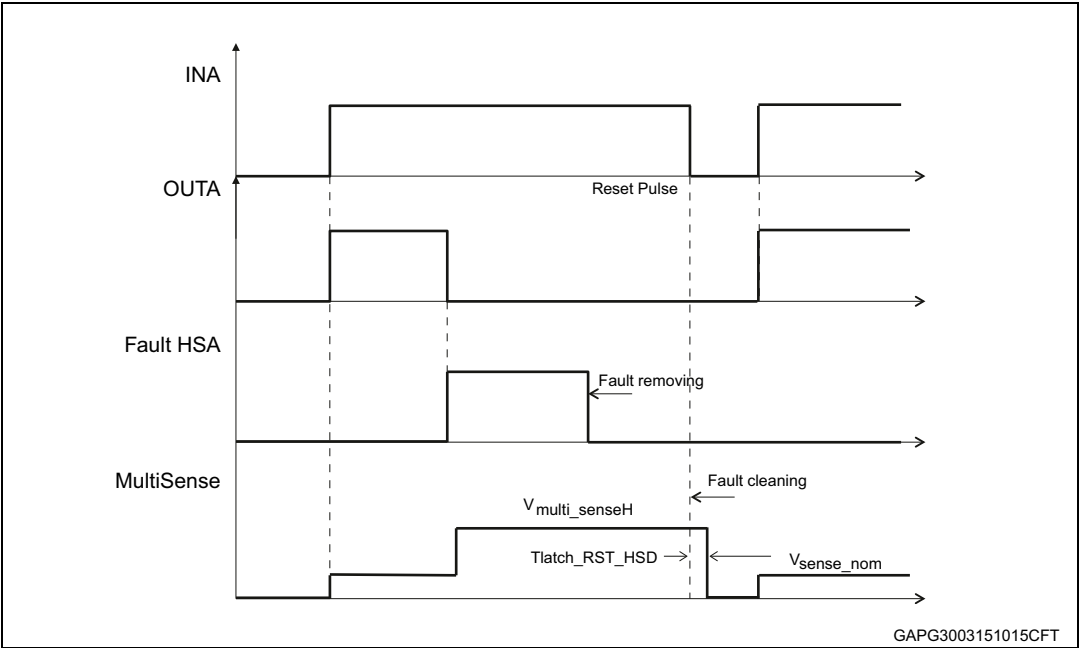 INA
Reset Pulse
OUTA
Fault HSA
Fault removing
MultiSense
Fault cleaning
Vmulti_senseH
Tlatch_RST_HSD
Vsense_nom
GAPG3003151015CFT